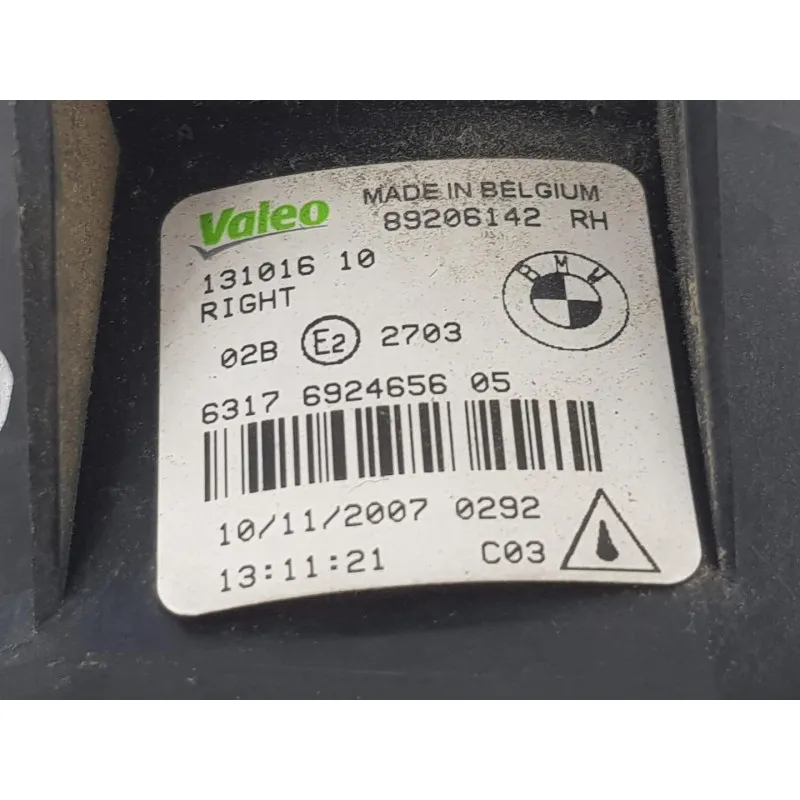 Valeo
MADE IN BELGIUM
89206142 RH
131016 10
RIGHT
BMW
02B E2 2703
6317 6924656 05
10/11/2007 0292
13:11:21 C03